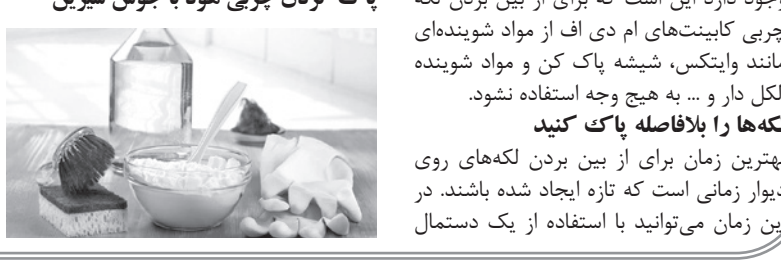 وجود دارد این است که برای از بین بردن لکه
چربی کابینت‌های ام دی اف از مواد شوینده‌ای
مانند وایتکس، شیشه پاک کن و مواد شوینده
الکل دار و ... به هیج وجه استفاده نشود.
لکه‌ها را بلافاصله پاک کنید
بهترین زمان برای از بین بردن لکه‌های روی
دیوار زمانی است که تازه ایجاد شده باشند. در
این زمان می‌توانید با استفاده از یک دستمال
پاک کردن چربی هود با جوش شیرین